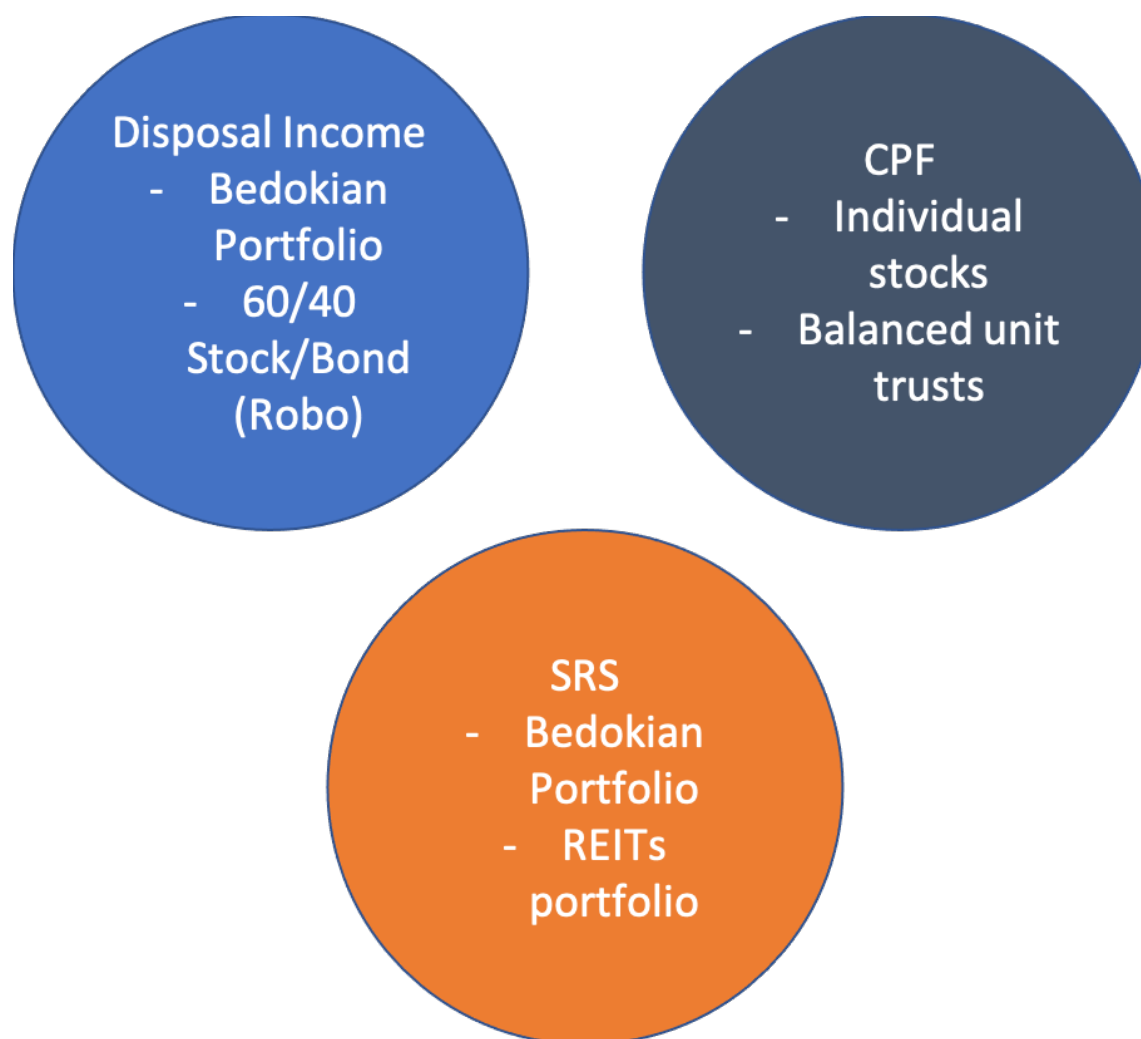 Disposal Income
- Bedokian
Portfolio
- 60/40
Stock/Bond
(Robo)
CPF
- Individual
stocks
- Balanced unit
trusts
SRS
- Bedokian
Portfolio
- REITs
portfolio